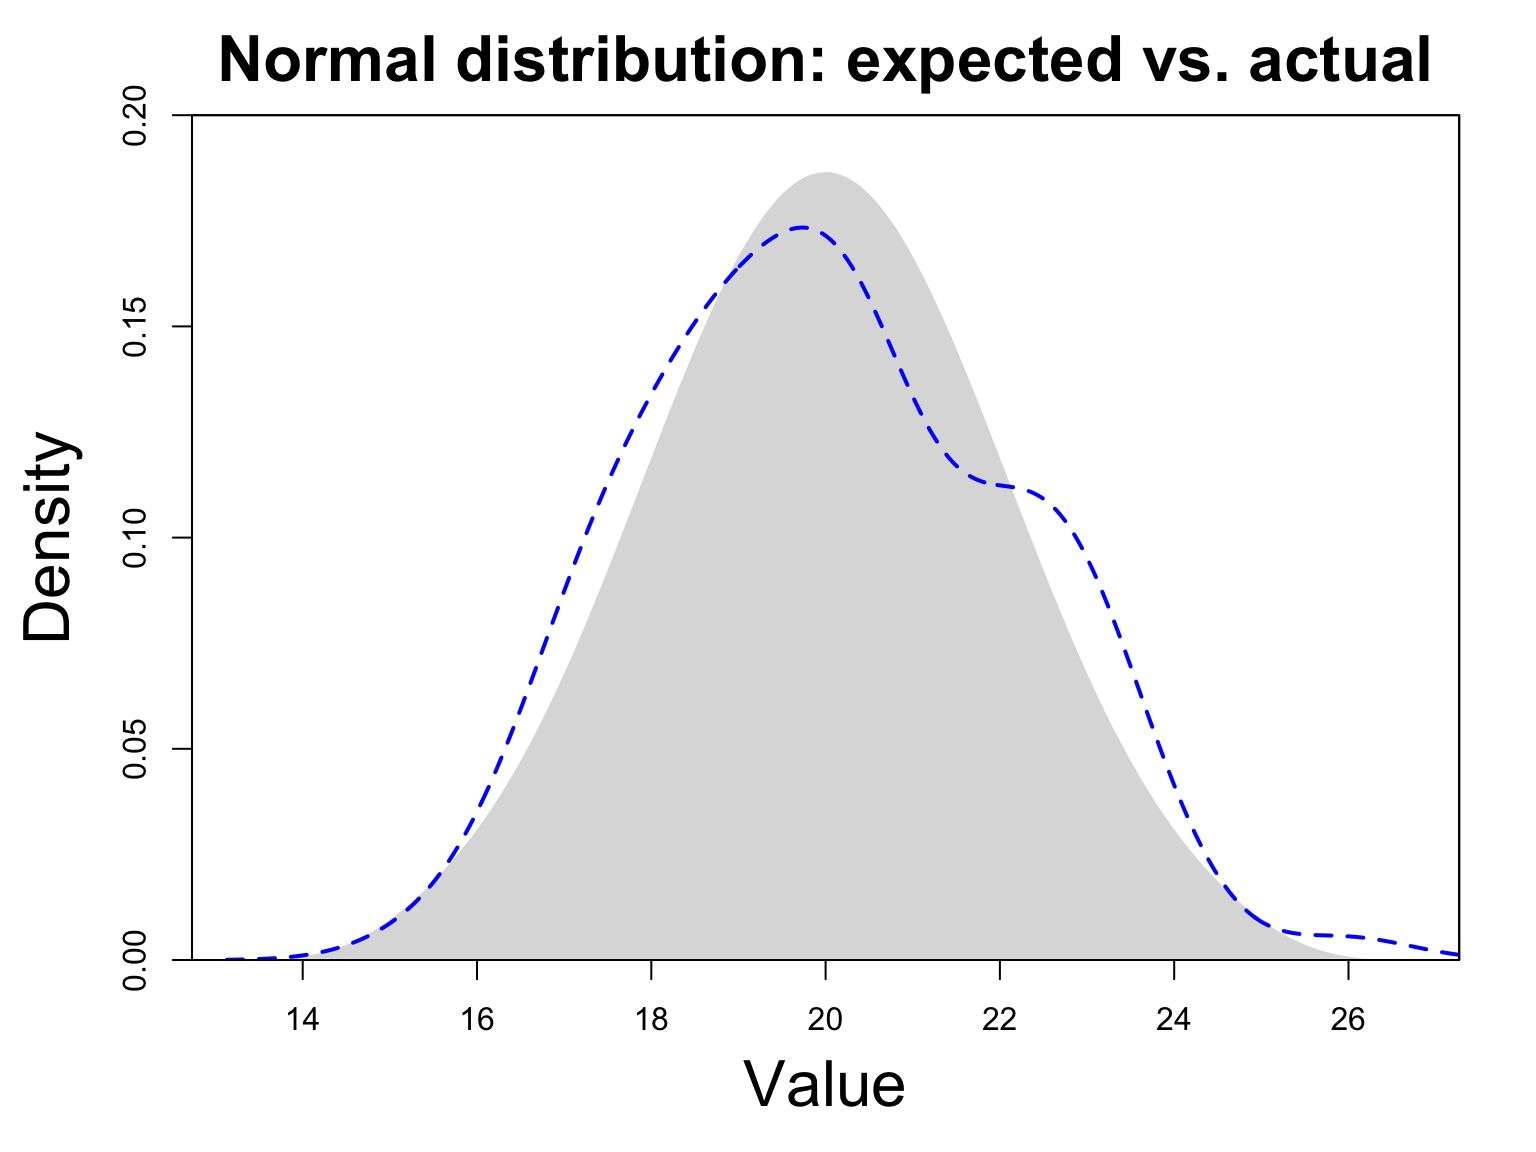 Normal distribution: expected vs. actual
0.20
0.15
0.10
0.05
0.00
Density
14 16 18 20 22 24 26
Value